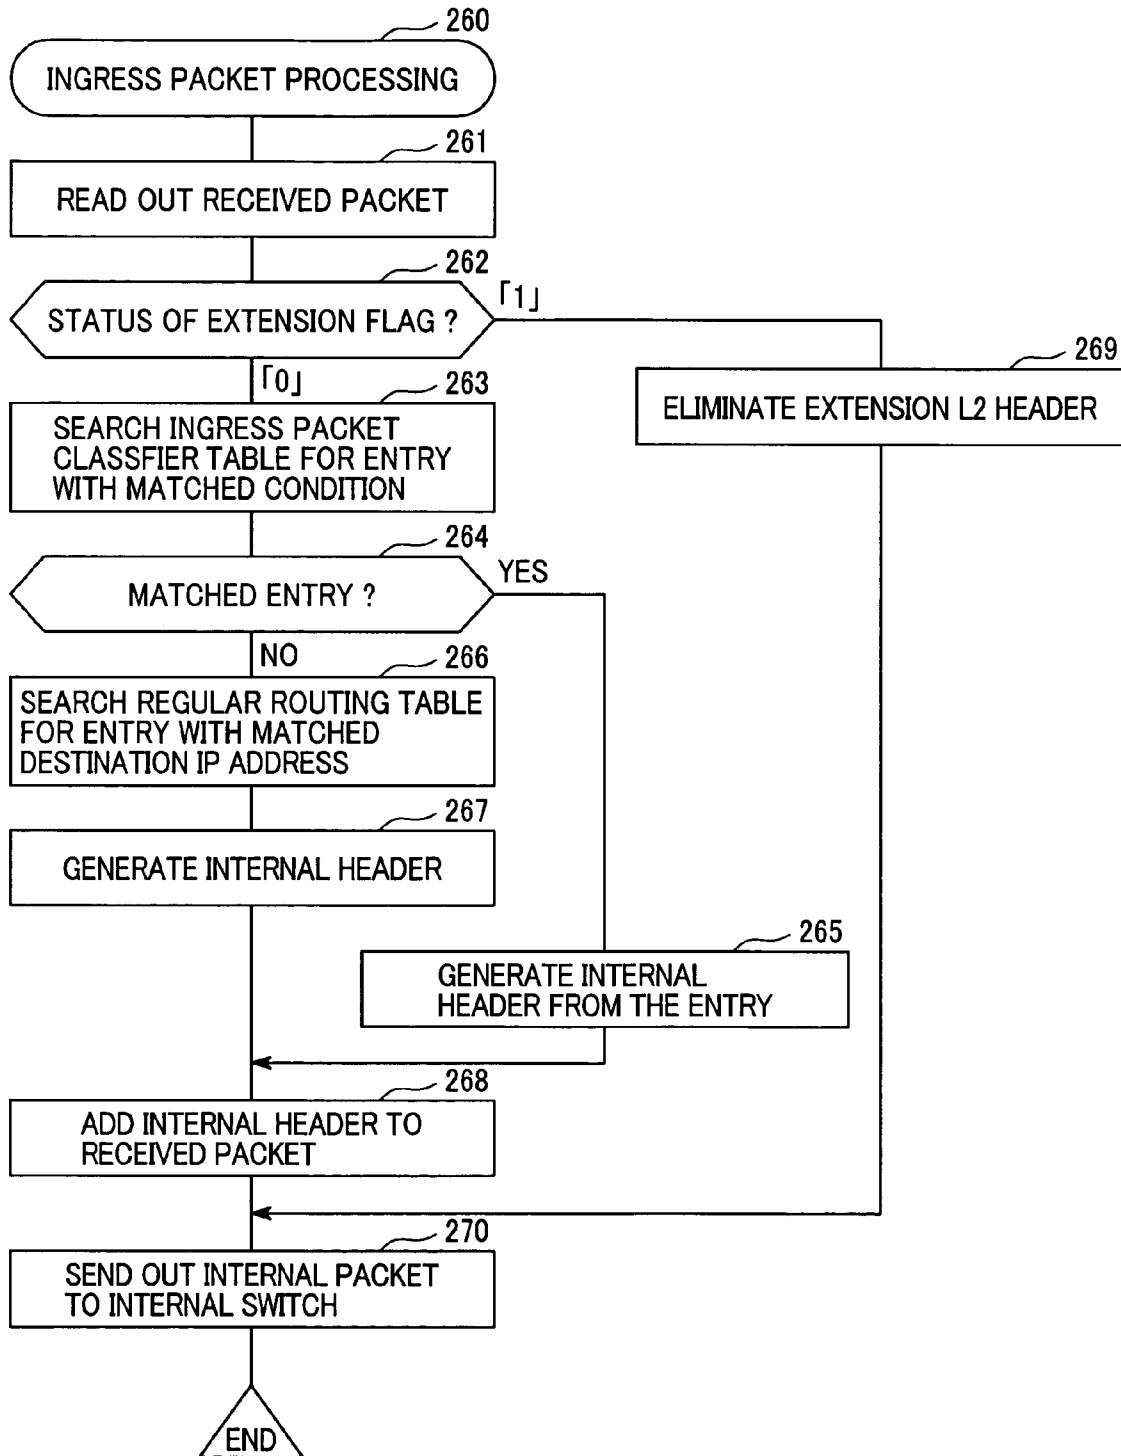 260
INGRESS PACKET PROCESSING
261
READ OUT RECEIVED PACKET
262
STATUS OF EXTENSION FLAG ?
「1」
「0」
269
ELIMINATE EXTENSION L2 HEADER
263
SEARCH INGRESS PACKET
CLASSFIER TABLE FOR ENTRY
WITH MATCHED CONDITION
264
MATCHED ENTRY ?
YES
NO
266
SEARCH REGULAR ROUTING TABLE
FOR ENTRY WITH MATCHED
DESTINATION IP ADDRESS
267
GENERATE INTERNAL HEADER
265
GENERATE INTERNAL
HEADER FROM THE ENTRY
268
ADD INTERNAL HEADER TO
RECEIVED PACKET
270
SEND OUT INTERNAL PACKET
TO INTERNAL SWITCH
END